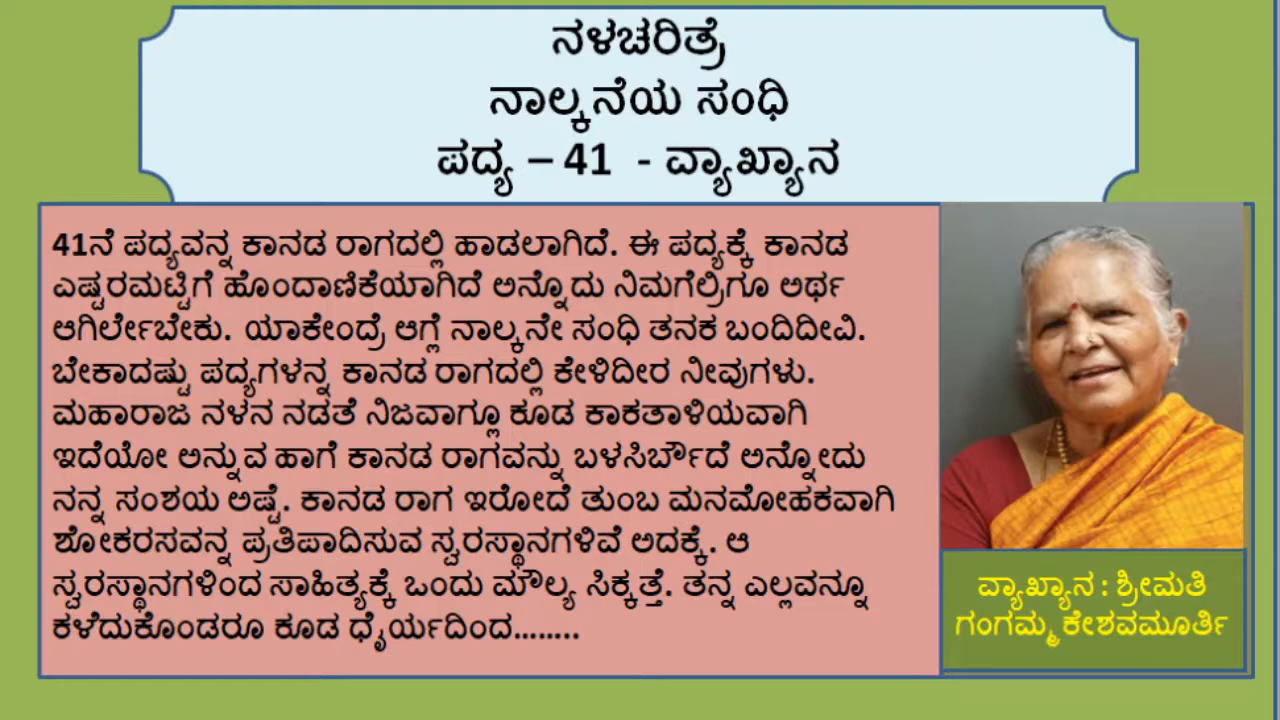 ನಳಚರಿತ್ರೆ
ನಾಲ್ಕನೆಯ ಸಂಧಿ
ಪದ್ಯ – 41 - ವ್ಯಾಖ್ಯಾನ
41ನೆ ಪದ್ಯವನ್ನ ಕಾನಡ ರಾಗದಲ್ಲಿ ಹಾಡಲಾಗಿದೆ. ಈ ಪದ್ಯಕ್ಕೆ ಕಾನಡ
ಎಷ್ಟರಮಟ್ಟಿಗೆ ಹೊಂದಾಣಿಕೆಯಾಗಿದೆ ಅನ್ನೊದು ನಿಮಗೆಲ್ರಿಗೂ ಅರ್ಥ
ಆಗಿರ್ಲೇಬೇಕು. ಯಾಕೇಂದ್ರೆ ಆಗ್ಲೆ ನಾಲ್ಕನೇ ಸಂಧಿ ತನಕ ಬಂದಿದೀವಿ.
ಬೇಕಾದಷ್ಟು ಪದ್ಯಗಳನ್ನ ಕಾನಡ ರಾಗದಲ್ಲಿ ಕೇಳಿದೀರ ನೀವುಗಳು.
ಮಹಾರಾಜ ನಳನ ನಡತೆ ನಿಜವಾಗ್ಲೂ ಕೂಡ ಕಾಕತಾಳಿಯವಾಗಿ
ಇದೆಯೋ ಅನ್ನುವ ಹಾಗೆ ಕಾನಡ ರಾಗವನ್ನು ಬಳಸಿರ್ಬೌದೆ ಅನ್ನೋದು
ನನ್ನ ಸಂಶಯ ಅಷ್ಟೆ. ಕಾನಡ ರಾಗ ಇರೋದೆ ತುಂಬ ಮನಮೋಹಕವಾಗಿ
ಶೋಕರಸವನ್ನ ಪ್ರತಿಪಾದಿಸುವ ಸ್ವರಸ್ಥಾನಗಳಿವೆ ಅದಕ್ಕೆ. ಆ
ಸ್ವರಸ್ಥಾನಗಳಿಂದ ಸಾಹಿತ್ಯಕ್ಕೆ ಒಂದು ಮೌಲ್ಯ ಸಿಕ್ಕತ್ತೆ. ತನ್ನ ಎಲ್ಲವನ್ನೂ
ಕಳೆದುಕೊಂಡರೂ ಕೂಡ ಧೈರ್ಯದಿಂದ........
ವ್ಯಾಖ್ಯಾನ : ಶ್ರೀಮತಿ
ಗಂಗಮ್ಮ ಕೇಶವಮೂರ್ತಿ